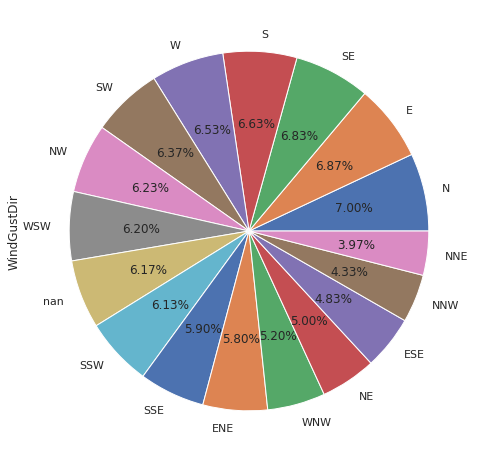 WindGustDir
N
7.00%
E
6.87%
SE
6.83%
S
6.63%
W
6.53%
SW
6.37%
NW
6.23%
WSW
6.20%
nan
6.17%
SSW
6.13%
SSE
5.90%
ENE
5.80%
WNW
5.20%
NE
5.00%
ESE
4.83%
NNW
4.33%
NNE
3.97%